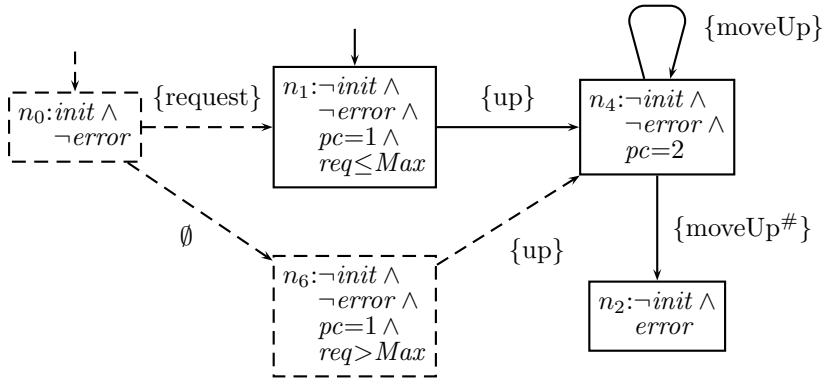 {moveUp}
n₀:init ∧
¬error
{request}
n₁:¬init ∧
¬error ∧
pc=1 ∧
req≤Max
{up}
n₄:¬init ∧
¬error ∧
pc=2
∅
{up}
{moveUp#}
n₆:¬init ∧
¬error ∧
pc=1 ∧
req>Max
n₂:¬init ∧
error